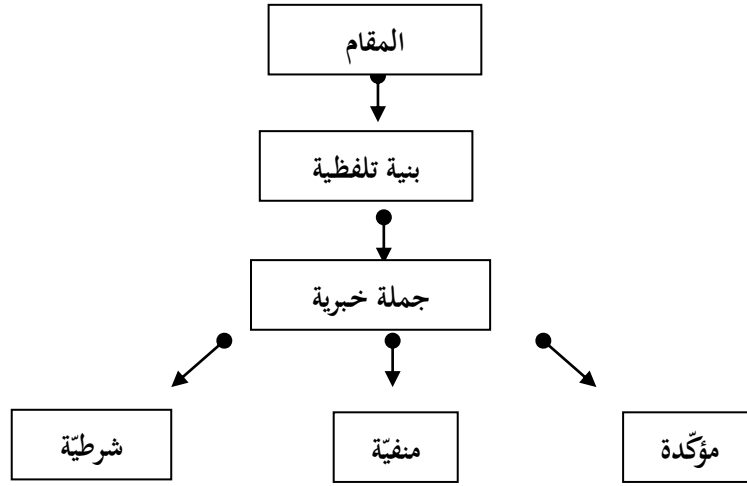 المقام
بنية تلفظية
جملة خبرية
مؤكّدة
منفيّة
شرطيّة